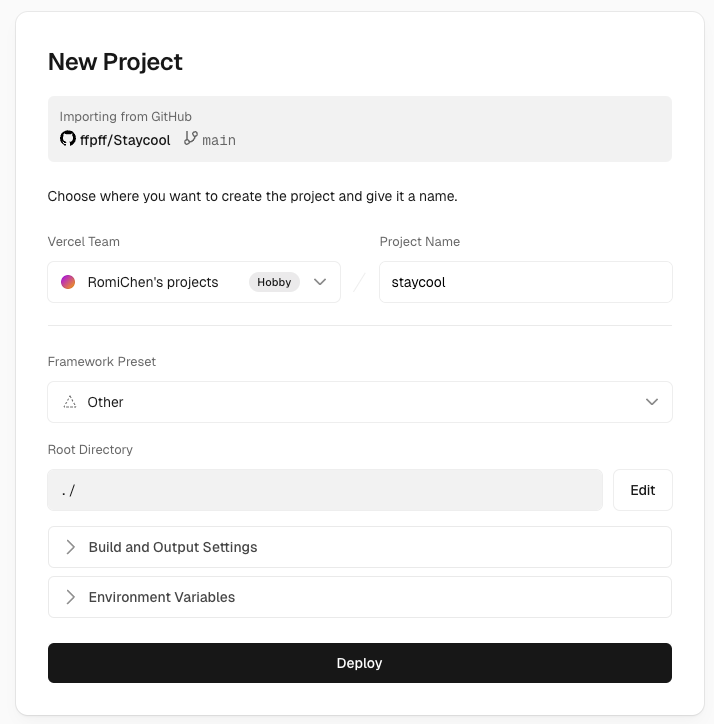 New Project
Importing from GitHub
ffpff/Staycool main
Choose where you want to create the project and give it a name.
Vercel Team Project Name
RomiChen's projects Hobby / staycool
Framework Preset
Other
Root Directory
./ Edit
Build and Output Settings
Environment Variables
Deploy